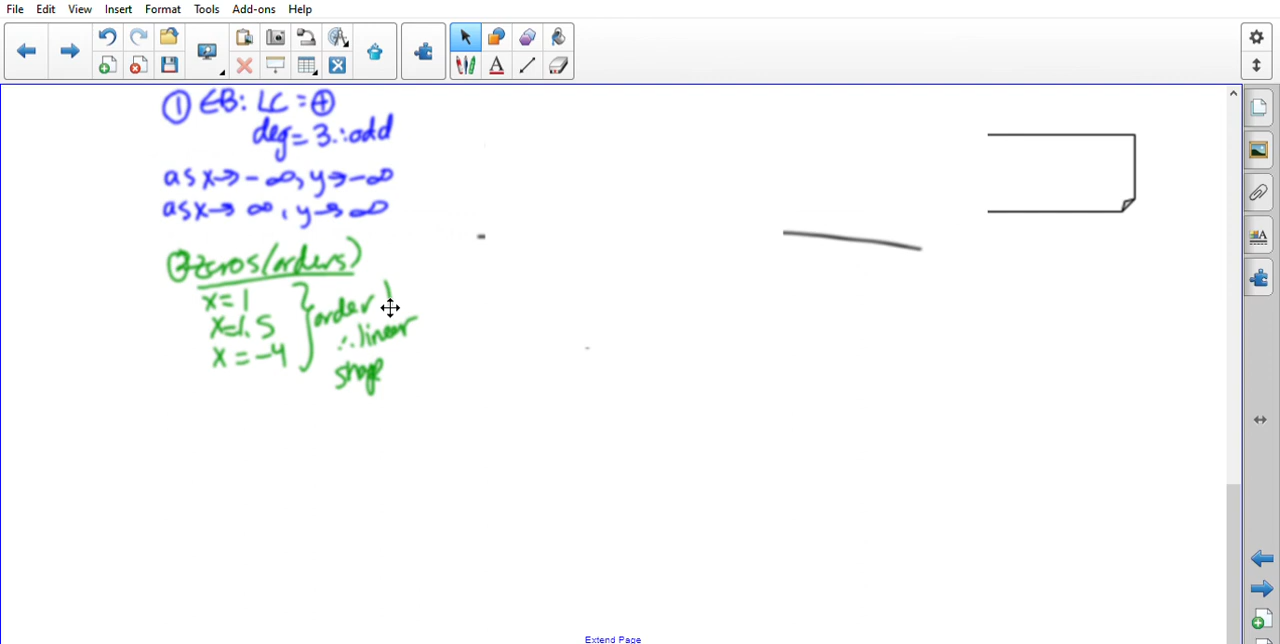 File Edit View Insert Format Tools Add-ons Help
① EB: LC = ⊕
deg = 3 ∴ odd
as x→ -∞, y→ -∞
as x→ ∞, y→ ∞
② zeros (orders)
x = 1
x = 1.5
x = -4
order 1
∴ linear
shape
Extend Page